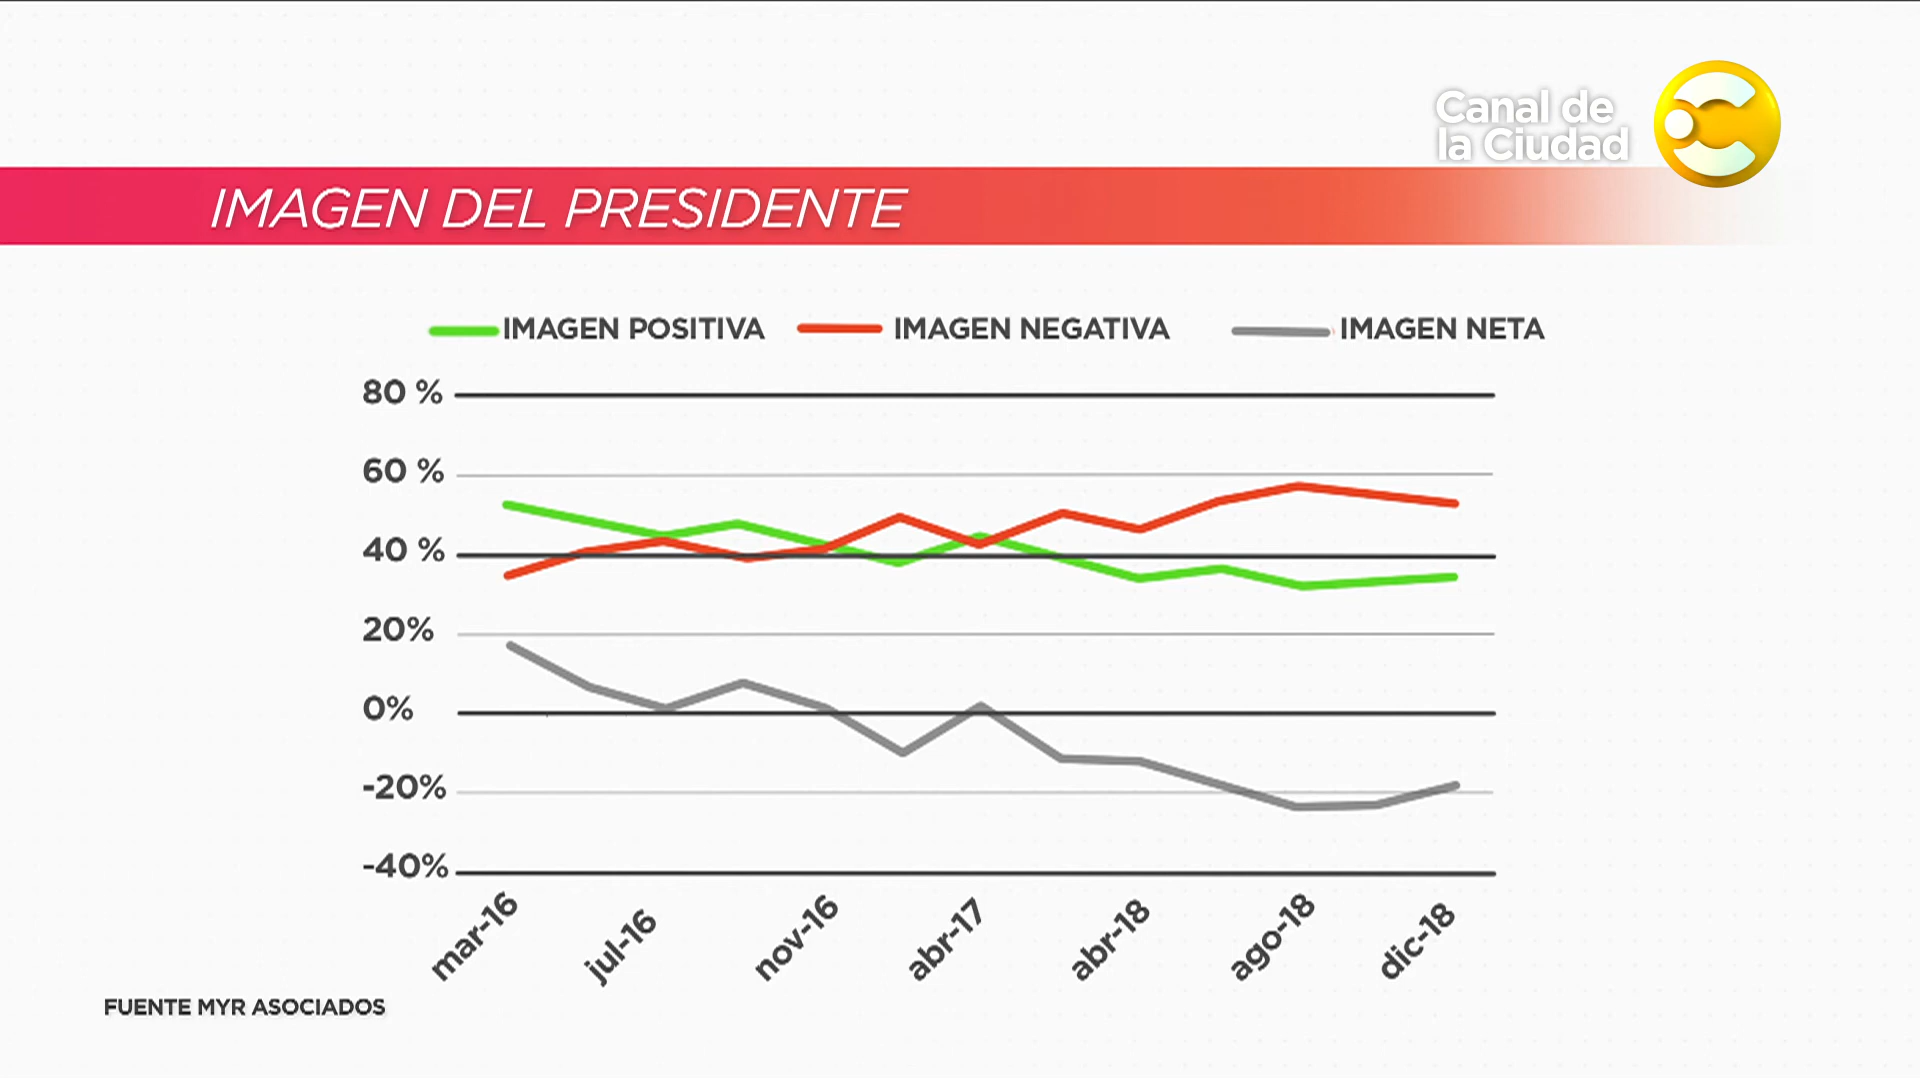 Canal de
la Ciudad
IMAGEN DEL PRESIDENTE
IMAGEN POSITIVA IMAGEN NEGATIVA IMAGEN NETA
80 %
60 %
40 %
20%
0%
-20%
-40%
mar-16 jul-16 nov-16 abr-17 abr-18 ago-18 dic-18
FUENTE MYR ASOCIADOS